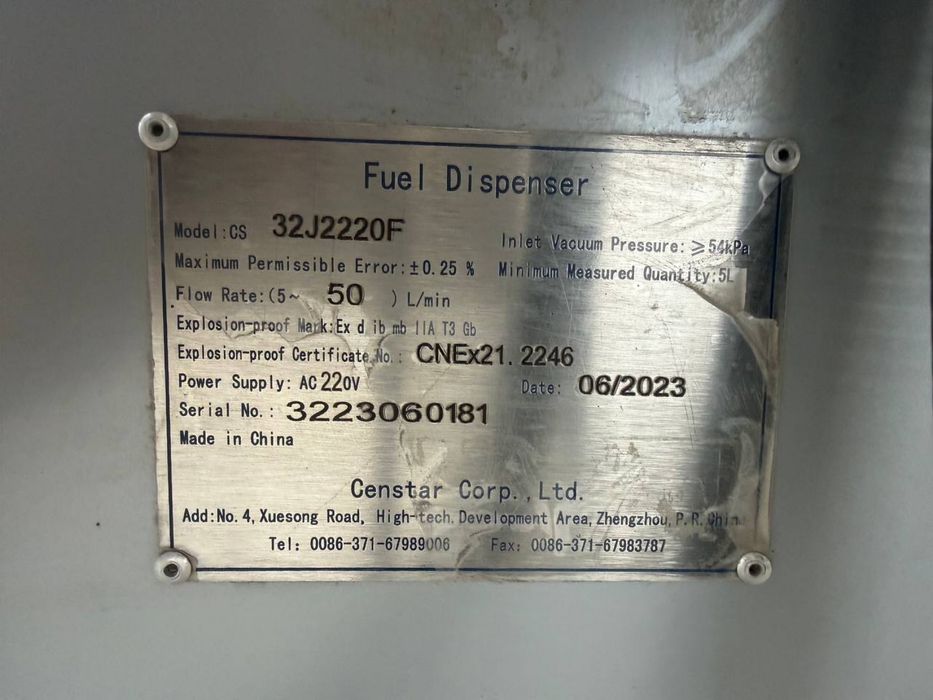 Fuel Dispenser
Model:CS 32J2220F
Inlet Vacuum Pressure: ≥54kPa
Maximum Permissible Error:±0.25 % Minimum Measured Quantity:5L
Flow Rate:(5~ 50 ) L/min
Explosion-proof Mark:Ex d ib mb IIA T3 Gb
Explosion-proof Certificate No.: CNEx21.2246
Power Supply: AC 220V Date: 06/2023
Serial No.: 3223060181
Made in China
Censtar Corp.,Ltd.
Add:No.4, Xuesong Road, High-tech. Development Area, Zhengzhou, P.R.China
Tel: 0086-371-67989006 Fax: 0086-371-67983787